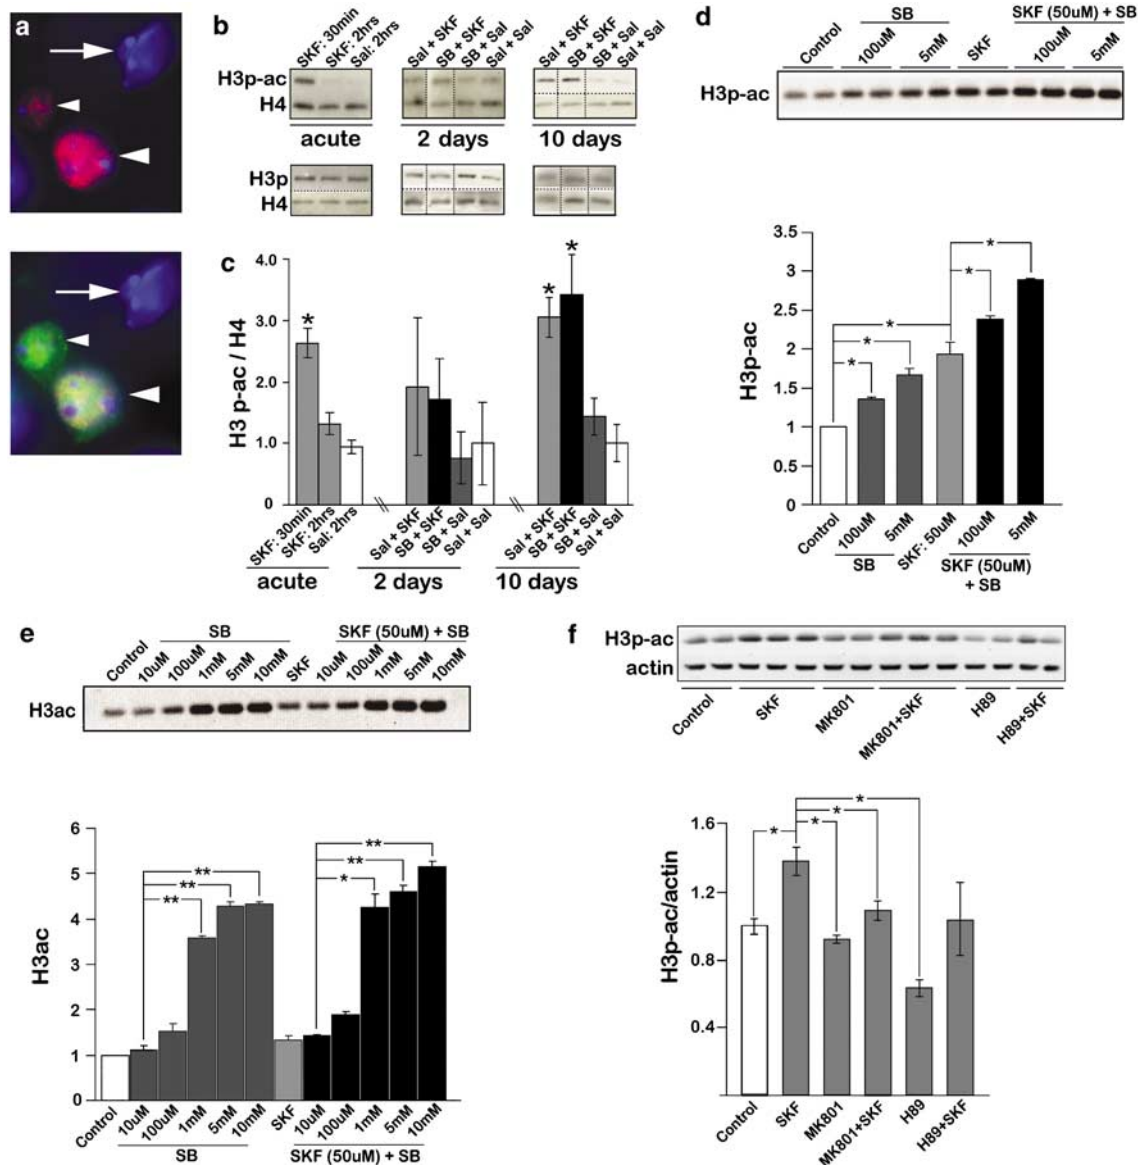 a
b
SKF: 30min
SKF: 2hrs
Sal: 2hrs
Sal + SKF
SB + SKF
SB + Sal
Sal + Sal
Sal + SKF
SB + SKF
SB + Sal
Sal + Sal
H3p-ac
H4
acute
2 days
10 days
H3p
H4
c
H3 p-ac / H4
4.0
3.0
2.0
1.0
0
*
*
*
SKF: 30min
SKF: 2hrs
Sal: 2hrs
Sal + SKF
SB + SKF
SB + Sal
Sal + Sal
Sal + SKF
SB + SKF
SB + Sal
Sal + Sal
acute
2 days
10 days
d
SB
SKF (50uM) + SB
Control
100uM
5mM
SKF
100uM
5mM
H3p-ac
H3p-ac
3.5
3
2.5
2
1.5
1
0.5
0
*
*
*
*
*
Control
100uM
5mM
SKF: 50uM
100uM
5mM
SB
SKF (50uM)
+ SB
e
SB
SKF (50uM) + SB
Control
10uM
100uM
1mM
5mM
10mM
SKF
10uM
100uM
1mM
5mM
10mM
H3ac
H3ac
6
5
4
3
2
1
0
**
**
**
**
**
*
Control
10uM
100uM
1mM
5mM
10mM
SKF
10uM
100uM
1mM
5mM
10mM
SB
SKF (50uM) + SB
f
H3p-ac
actin
Control
SKF
MK801
MK801+SKF
H89
H89+SKF
H3p-ac/actin
1.6
1.2
0.8
0.4
*
*
*
*
Control
SKF
MK801
MK801+SKF
H89
H89+SKF